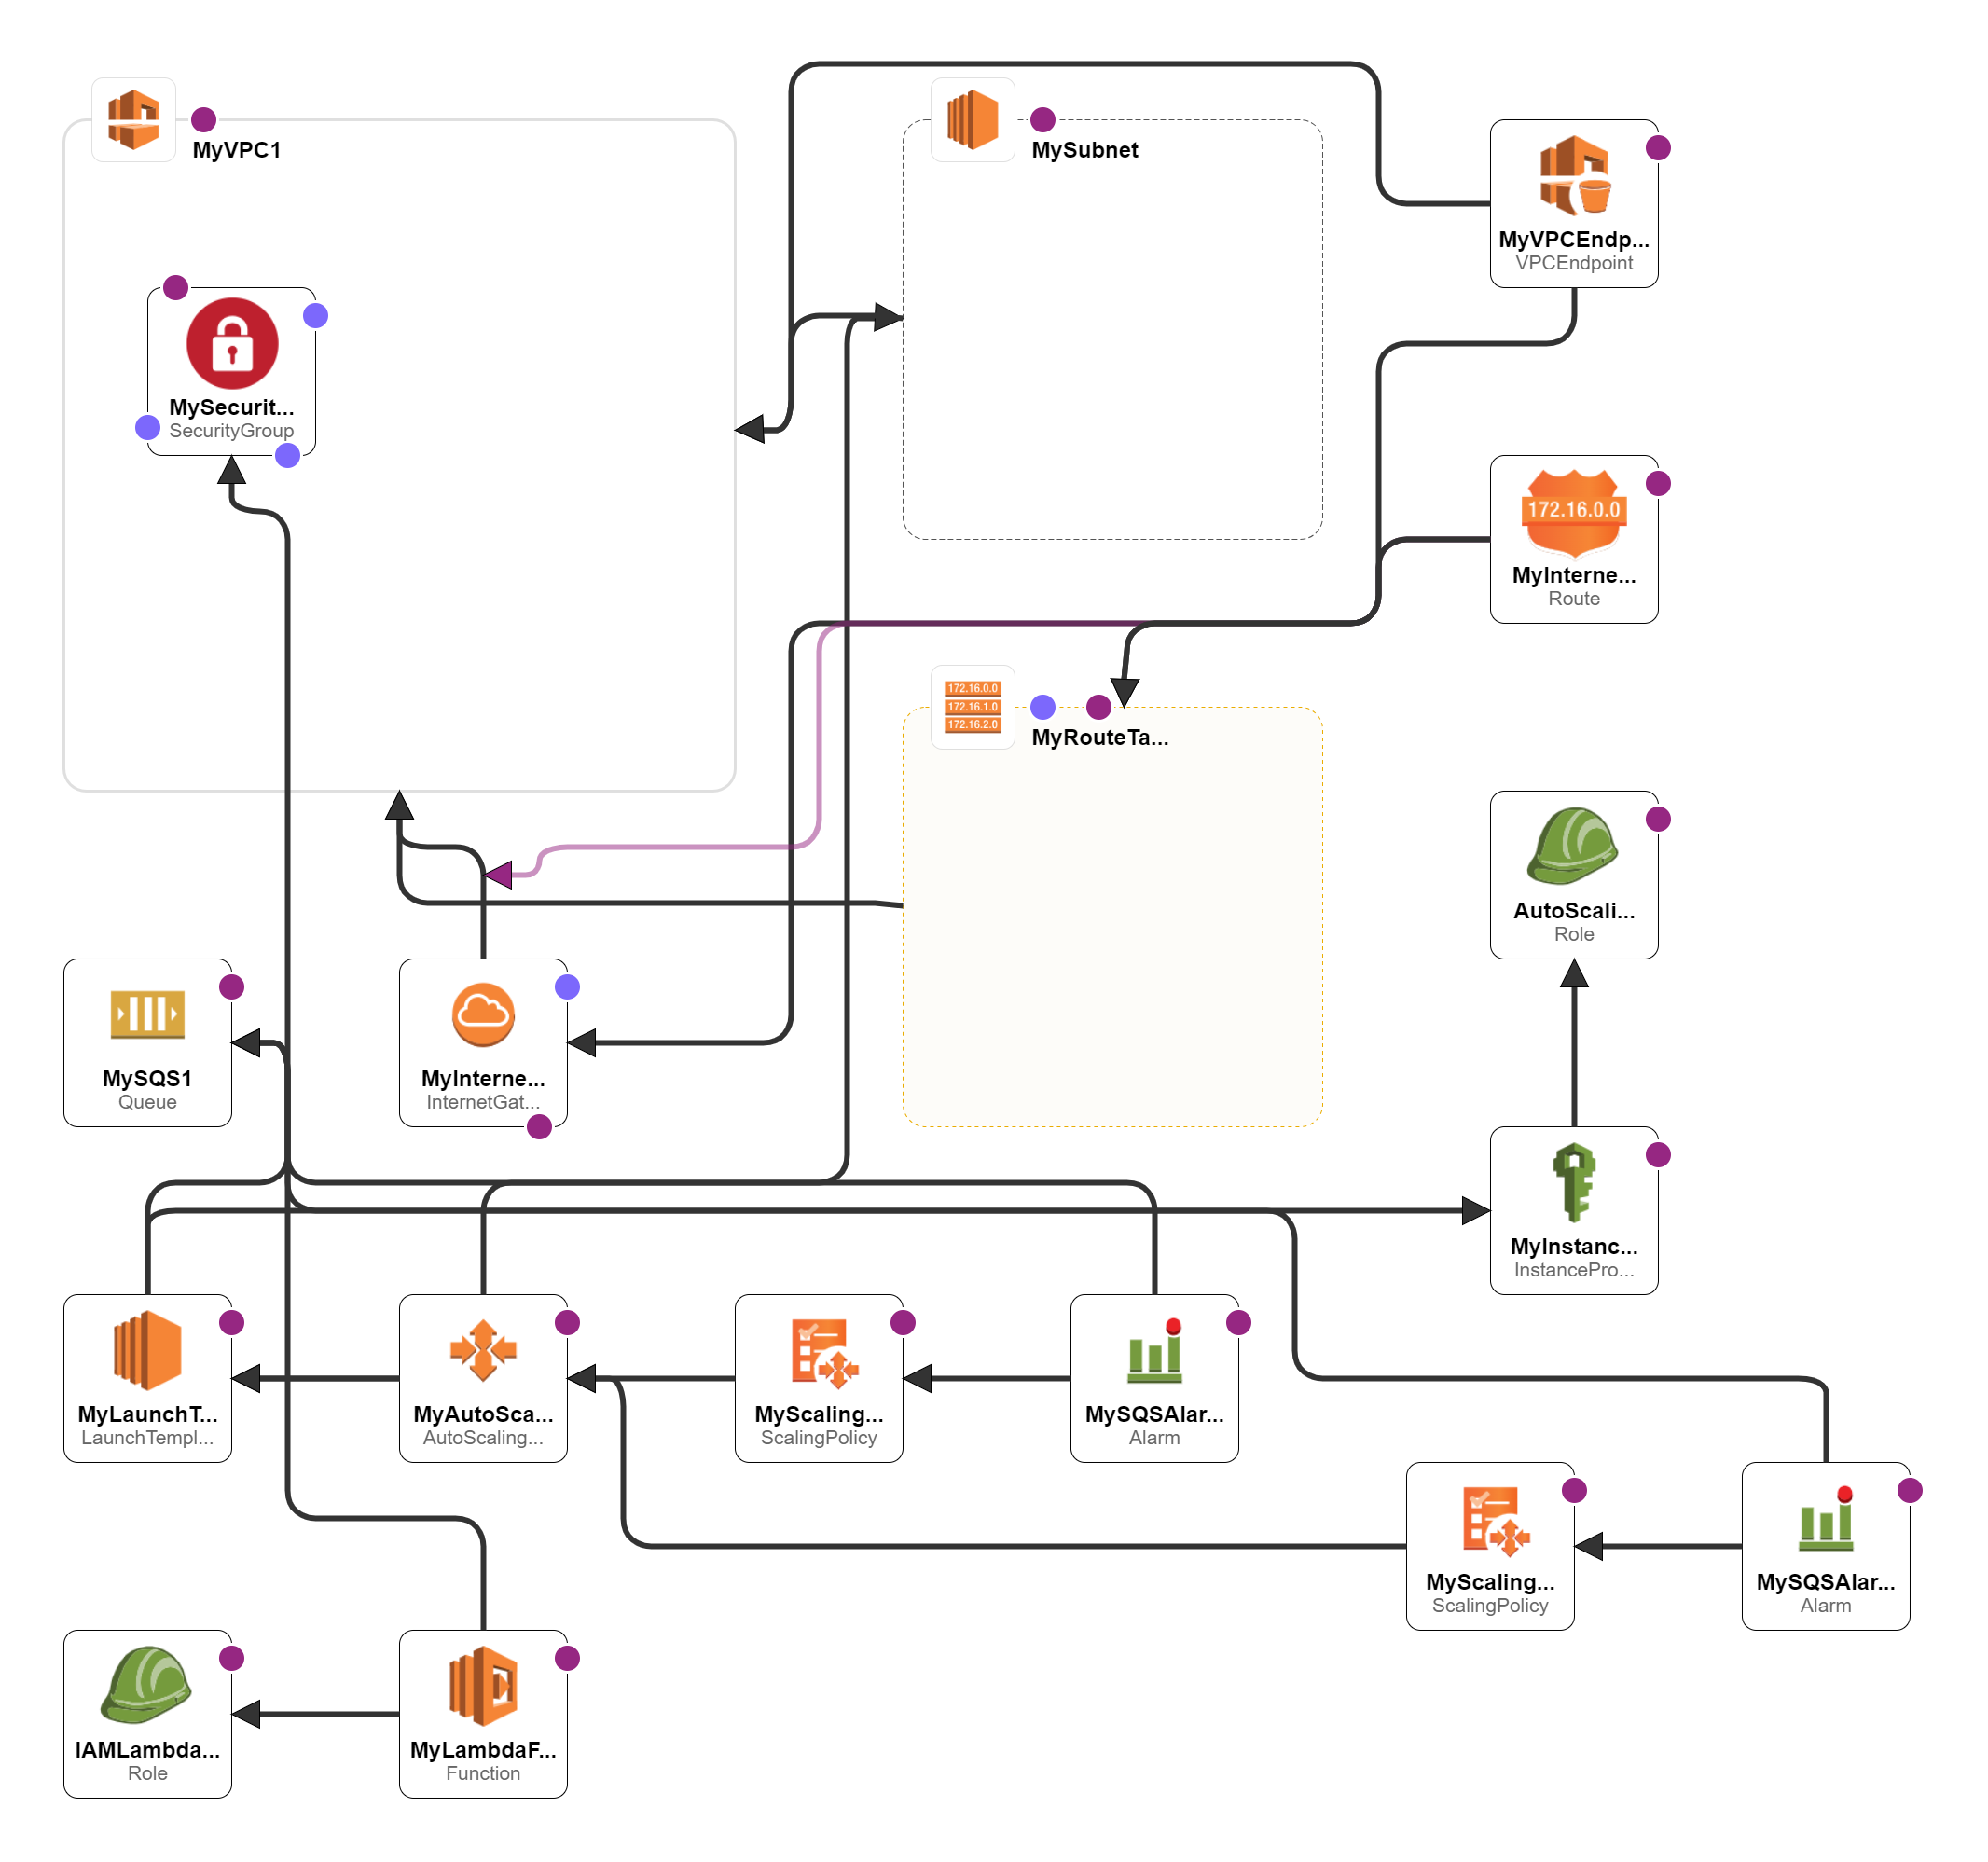 MyVPC1
MySubnet
MyVPCEndp...
VPCEndpoint
MySecurit...
SecurityGroup
172.16.0.0
MyInterne...
Route
172.16.0.0
172.16.1.0
172.16.2.0
MyRouteTa...
AutoScali...
Role
MySQS1
Queue
MyInterne...
InternetGat...
MyInstanc...
InstancePro...
MyLaunchT...
LaunchTempl...
MyAutoSca...
AutoScaling...
MyScaling...
ScalingPolicy
MySQSAlar...
Alarm
MyScaling...
ScalingPolicy
MySQSAlar...
Alarm
IAMLambda...
Role
MyLambdaF...
Function